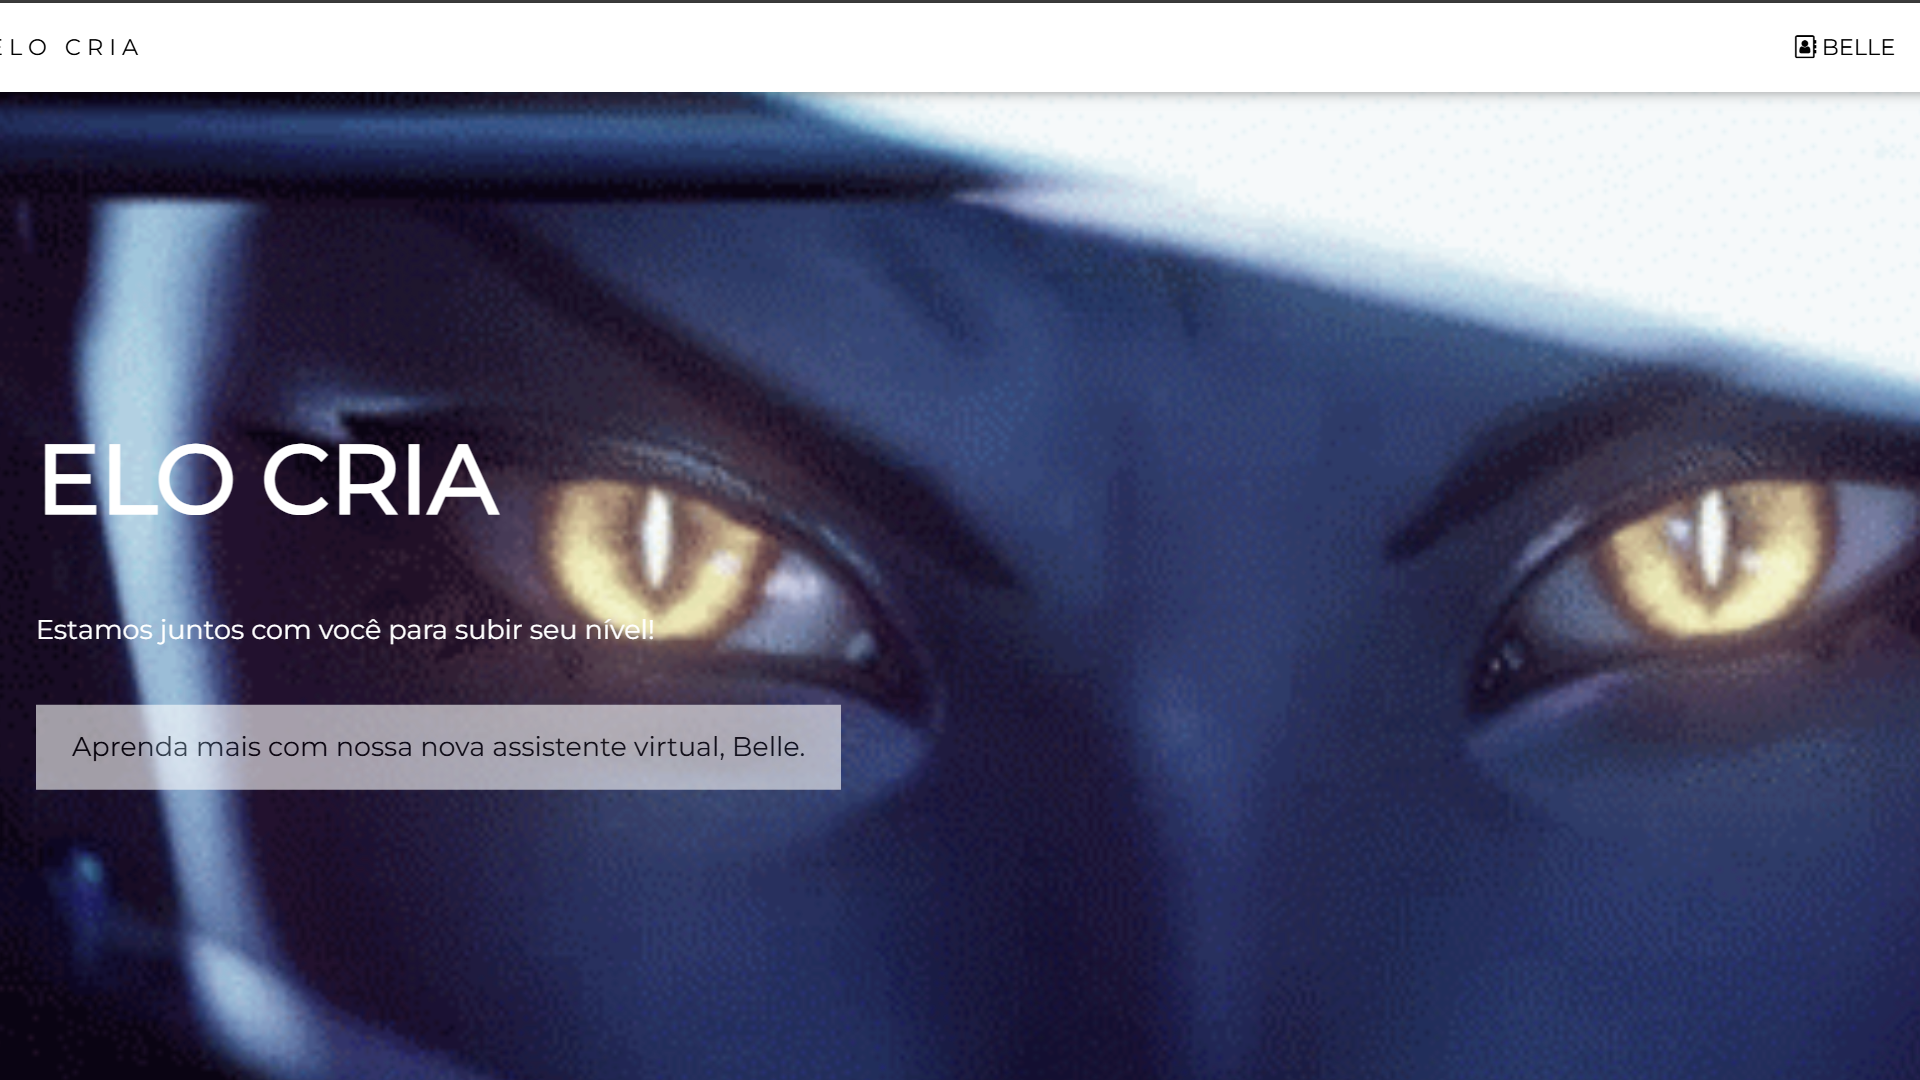 ELO CRIA
BELLE
ELO CRIA
Estamos juntos com você para subir seu nível!
Aprenda mais com nossa nova assistente virtual, Belle.